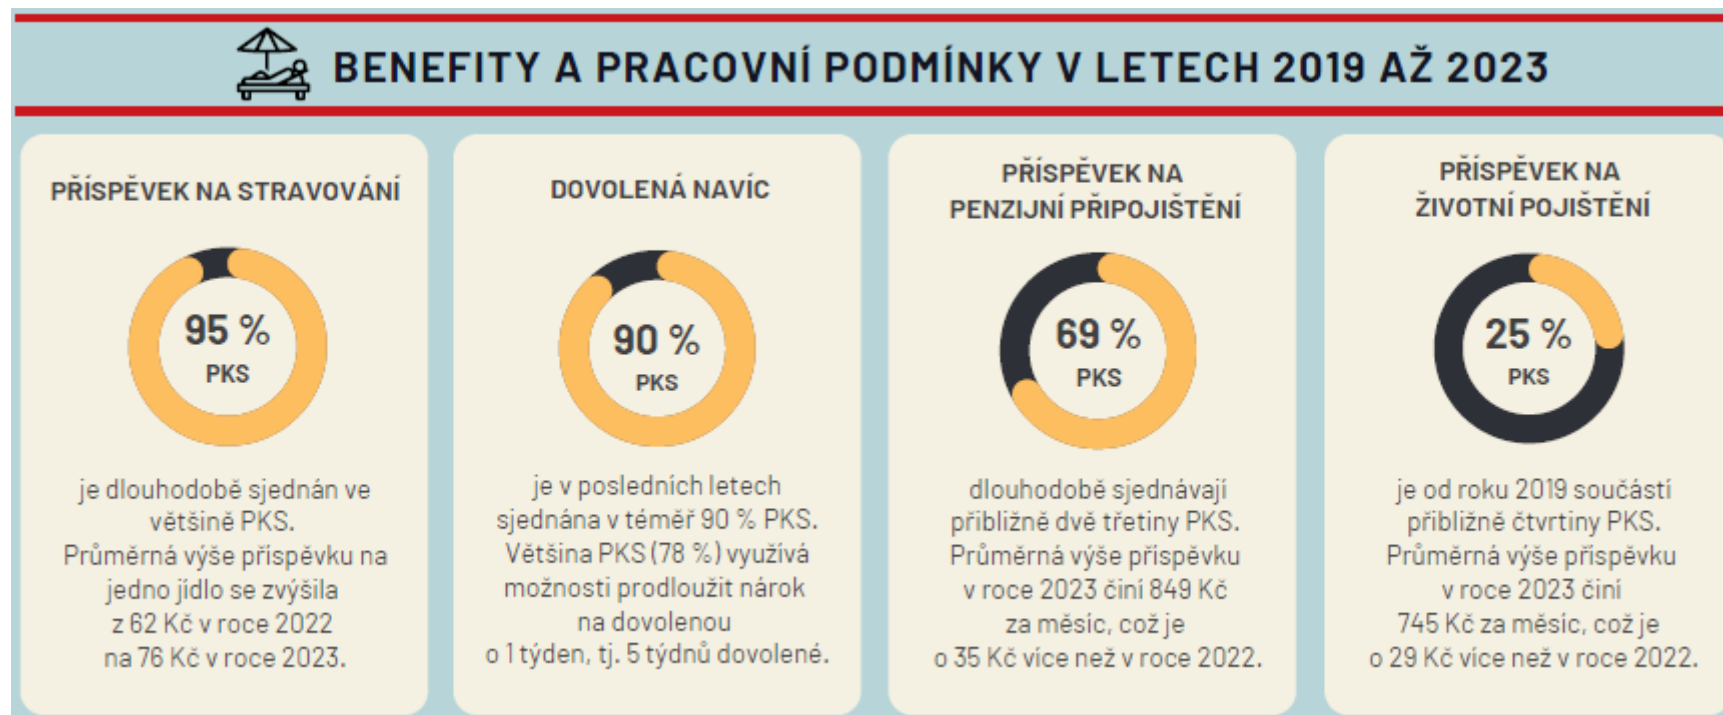 BENEFITY A PRACOVNÍ PODMÍNKY V LETECH 2019 AŽ 2023
PŘÍSPĚVEK NA STRAVOVÁNÍ
95 %
PKS
je dlouhodobě sjednán ve
většině PKS.
Průměrná výše příspěvku na
jedno jídlo se zvýšila
z 62 Kč v roce 2022
na 76 Kč v roce 2023.
DOVOLENÁ NAVÍC
90 %
PKS
je v posledních letech
sjednána v téměř 90 % PKS.
Většina PKS (78 %) využívá
možnosti prodloužit nárok
na dovolenou
o 1 týden, tj. 5 týdnů dovolené.
PŘÍSPĚVEK NA
PENZIJNÍ PŘIPOJIŠTĚNÍ
69 %
PKS
dlouhodobě sjednávají
přibližně dvě třetiny PKS.
Průměrná výše příspěvku
v roce 2023 činí 849 Kč
za měsíc, což je
o 35 Kč více než v roce 2022.
PŘÍSPĚVEK NA
ŽIVOTNÍ POJIŠTĚNÍ
25 %
PKS
je od roku 2019 součástí
přibližně čtvrtiny PKS.
Průměrná výše příspěvku
v roce 2023 činí
745 Kč za měsíc, což je
o 29 Kč více než v roce 2022.